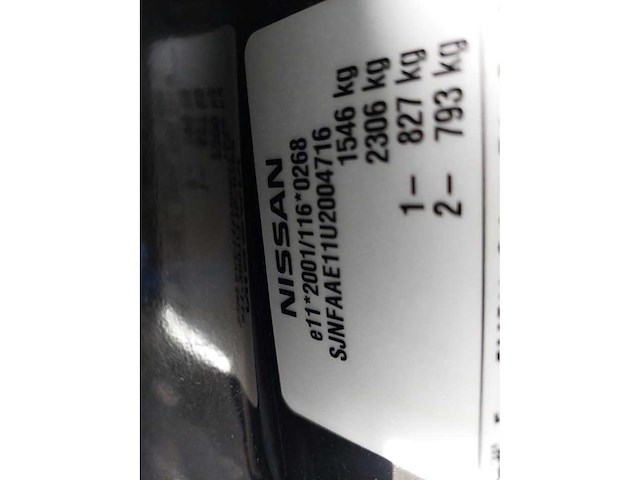 NISSAN
e11*2001/116*0268
SJNFAAE11U2004716
1546 kg
2306 kg
1- 827 kg
2- 793 kg